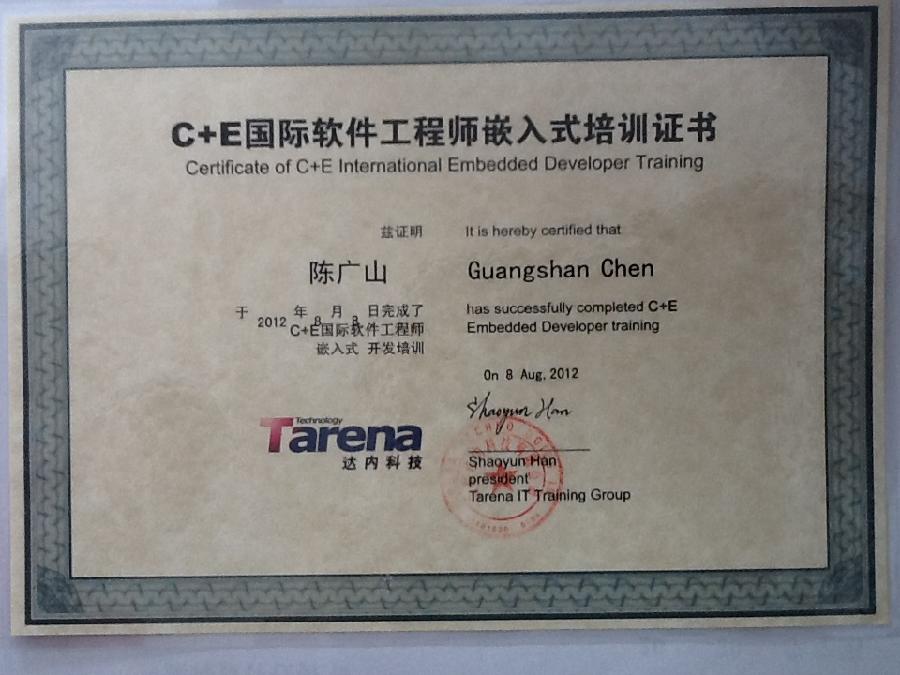 C+E国际软件工程师嵌入式培训证书
Certificate of C+E International Embedded Developer Training
兹证明
陈广山
于 2012 年 8 月 3 日完成了
C+E国际软件工程师
嵌入式 开发培训
It is hereby certified that
Guangshan Chen
has successfully completed C+E
Embedded Developer training
On 8 Aug, 2012
Technology
Tarena
达内科技
Shaoyun Han
Shaoyun Han
president
Tarena IT Training Group